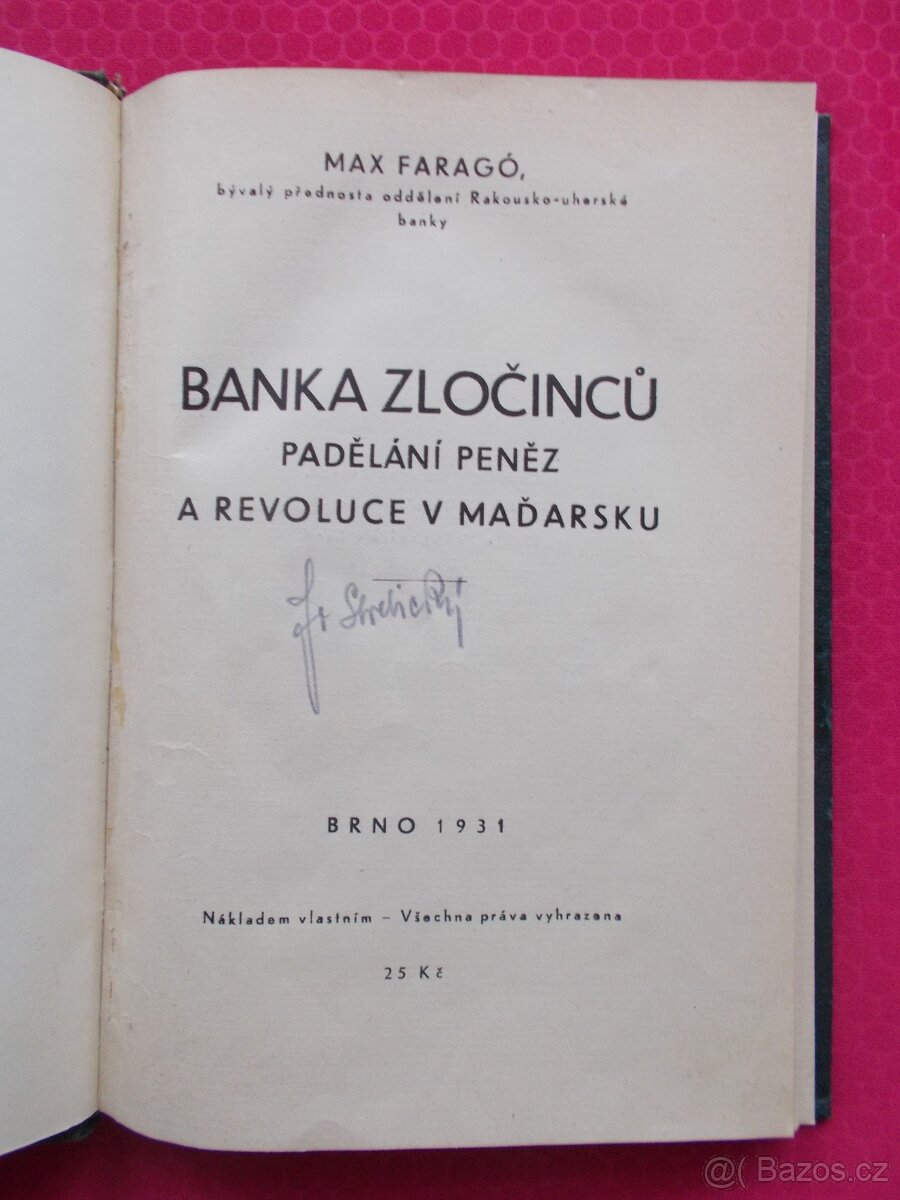 MAX FARAGÓ,
bývalý přednosta oddělení Rakousko-uherské
banky
BANKA ZLOČINCŮ
PADĚLÁNÍ PENĚZ
A REVOLUCE V MAĎARSKU
BRNO 1931
Nákladem vlastním – Všechna práva vyhrazena
25 Kč
@( Bazos.cz